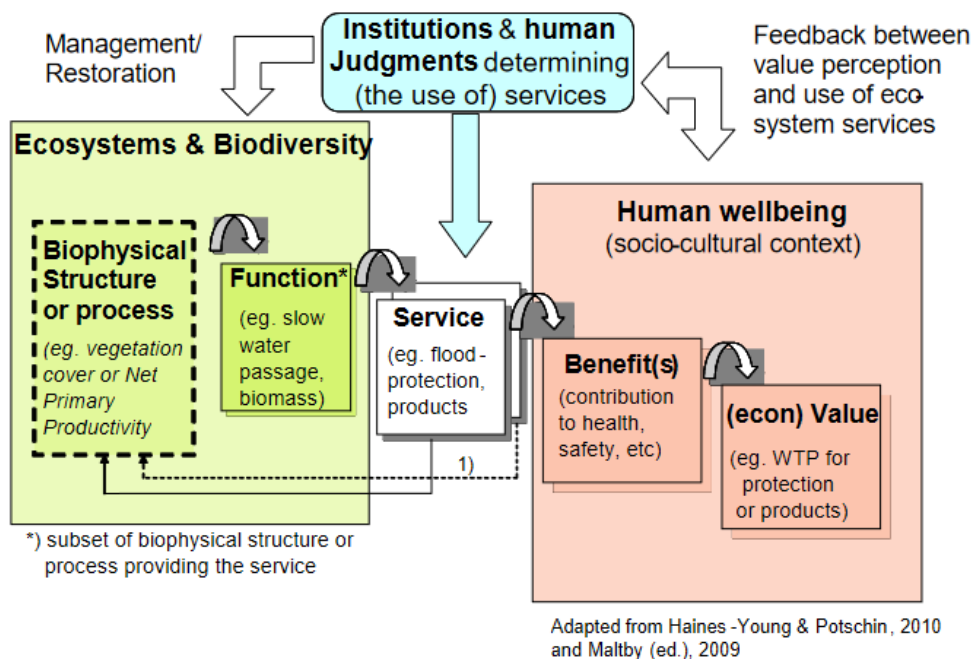 Management/
Restoration
Institutions & human
Judgments determining
(the use of) services
Feedback between
value perception
and use of eco-
system services
Ecosystems & Biodiversity
Biophysical
Structure
or process
(eg. vegetation
cover or Net
Primary
Productivity
Function*
(eg. slow
water
passage,
biomass)
Service
(eg. flood-
protection,
products
1)
Human wellbeing
(socio-cultural context)
Benefit(s)
(contribution
to health,
safety, etc)
(econ) Value
(eg. WTP for
protection
or products)
*) subset of biophysical structure or
process providing the service
Adapted from Haines -Young & Potschin, 2010
and Maltby (ed.), 2009